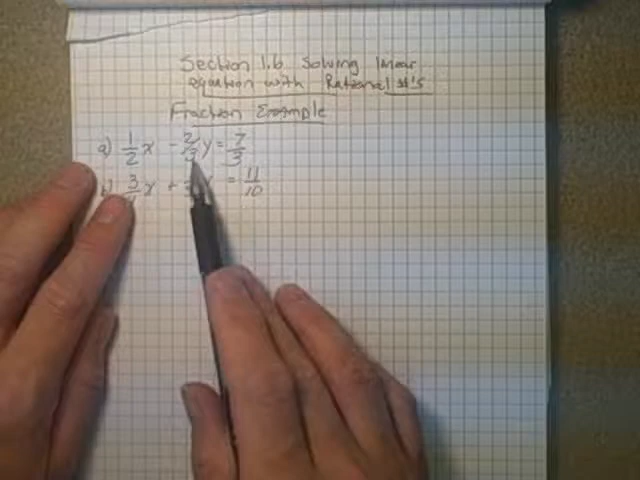 Section 1.6 Solving linear
equation with Rational #'s
Fraction Example
a) 1/2 x - 2/3 y = 7/3
b) 3/4 x + = 11/10